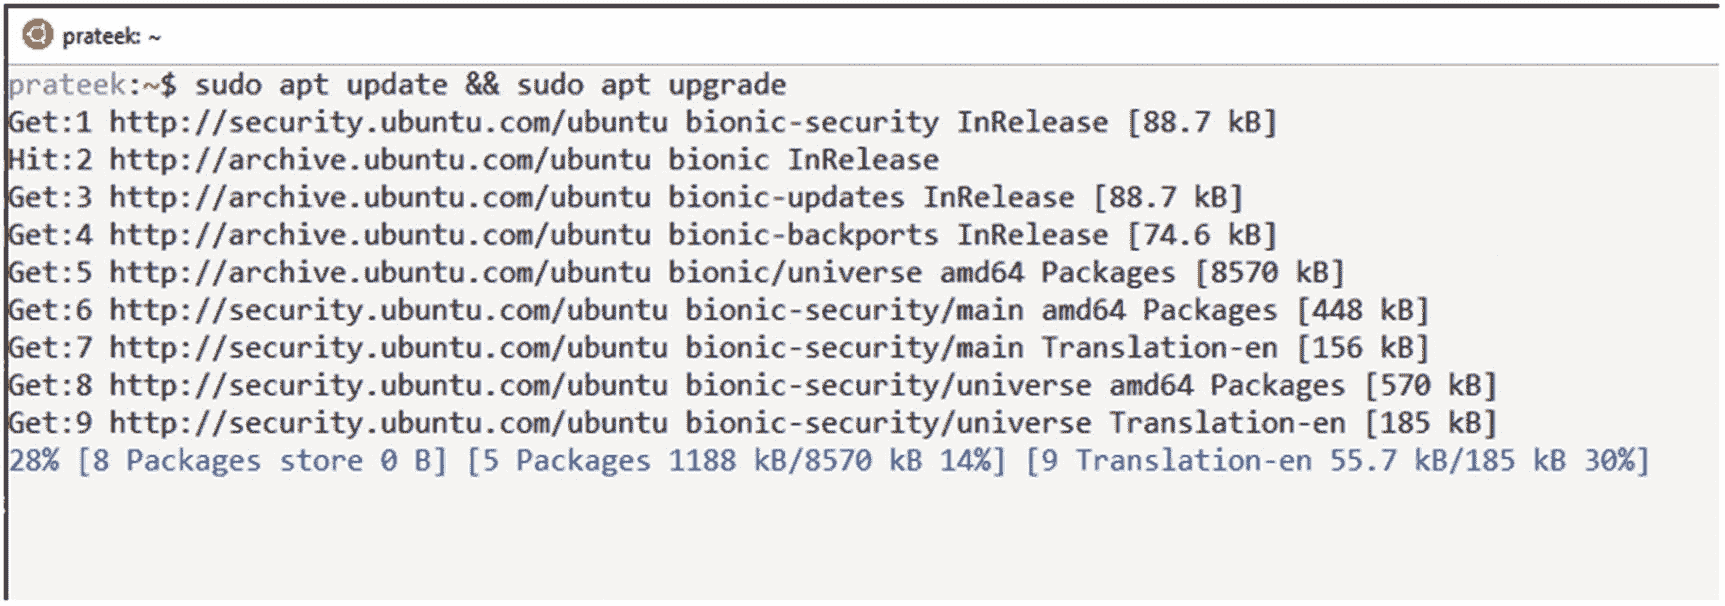 prateek: ~
prateek:~$ sudo apt update && sudo apt upgrade
Get:1 http://security.ubuntu.com/ubuntu bionic-security InRelease [88.7 kB]
Hit:2 http://archive.ubuntu.com/ubuntu bionic InRelease
Get:3 http://archive.ubuntu.com/ubuntu bionic-updates InRelease [88.7 kB]
Get:4 http://archive.ubuntu.com/ubuntu bionic-backports InRelease [74.6 kB]
Get:5 http://archive.ubuntu.com/ubuntu bionic/universe amd64 Packages [8570 kB]
Get:6 http://security.ubuntu.com/ubuntu bionic-security/main amd64 Packages [448 kB]
Get:7 http://security.ubuntu.com/ubuntu bionic-security/main Translation-en [156 kB]
Get:8 http://security.ubuntu.com/ubuntu bionic-security/universe amd64 Packages [570 kB]
Get:9 http://security.ubuntu.com/ubuntu bionic-security/universe Translation-en [185 kB]
28% [8 Packages store 0 B] [5 Packages 1188 kB/8570 kB 14%] [9 Translation-en 55.7 kB/185 kB 30%]